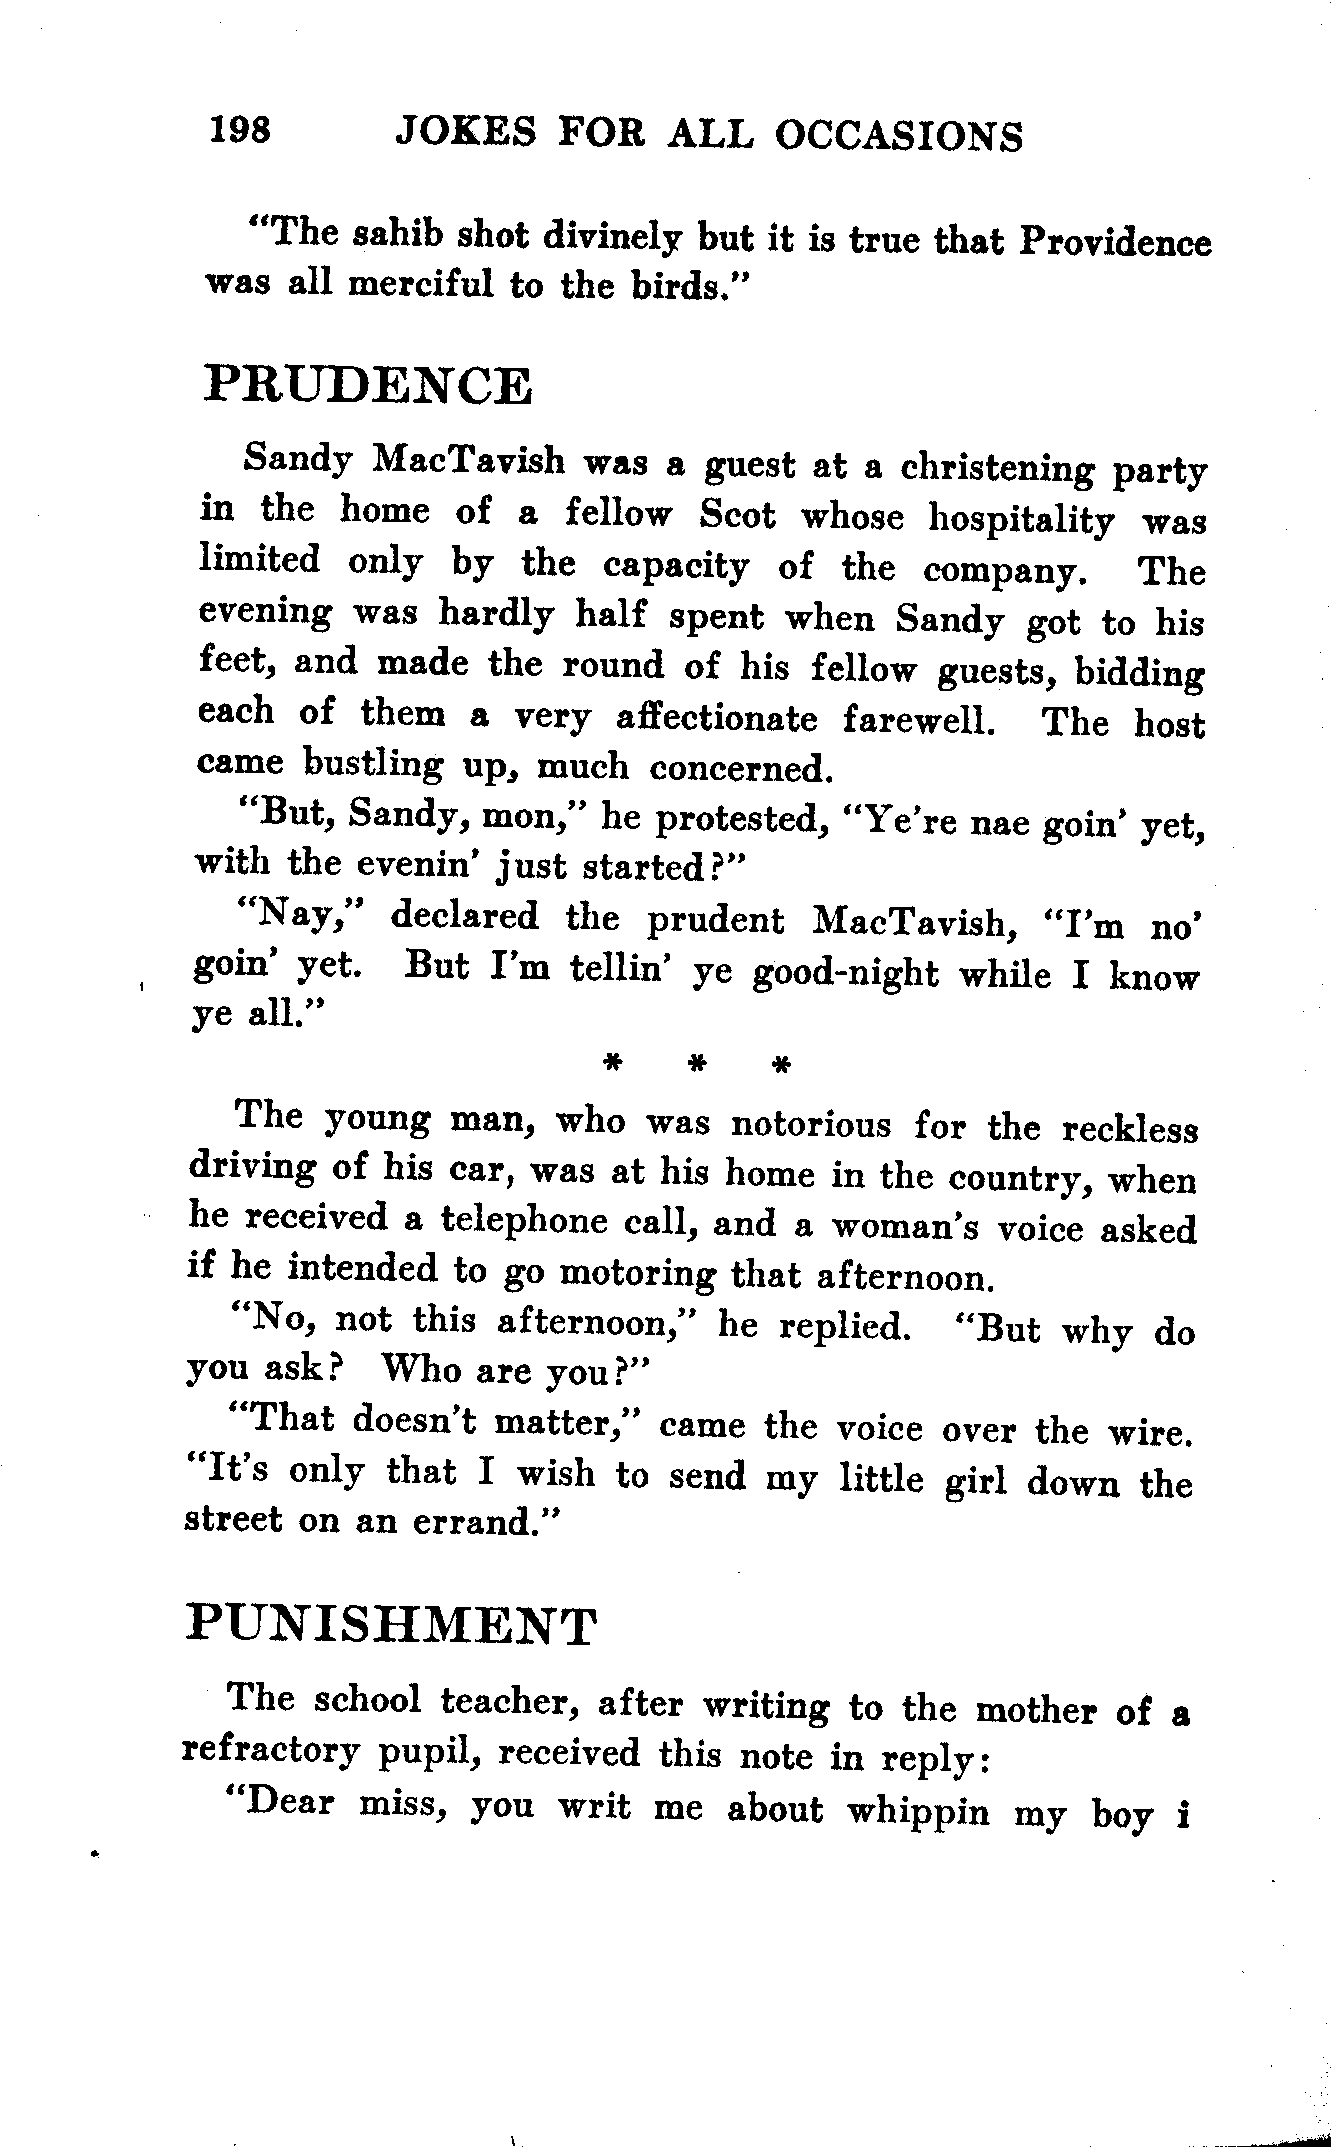 198 JOKES FOR ALL OCCASIONS
“The sahib shot divinely but it is true that Providence
was all merciful to the birds.”
PRUDENCE
Sandy MacTavish was a guest at a christening party
in the home of a fellow Scot whose hospitality was
limited only by the capacity of the company. The
evening was hardly half spent when Sandy got to his
feet, and made the round of his fellow guests, bidding
each of them a very affectionate farewell. The host
came bustling up, much concerned.
“But, Sandy, mon,” he protested, “Ye’re nae goin’ yet,
with the evenin’ just started?”
“Nay,” declared the prudent MacTavish, “I’m no’
goin’ yet. But I’m tellin’ ye good-night while I know
ye all.”
* * *
The young man, who was notorious for the reckless
driving of his car, was at his home in the country, when
he received a telephone call, and a woman’s voice asked
if he intended to go motoring that afternoon.
“No, not this afternoon,” he replied. “But why do
you ask? Who are you?”
“That doesn’t matter,” came the voice over the wire.
“It’s only that I wish to send my little girl down the
street on an errand.”
PUNISHMENT
The school teacher, after writing to the mother of a
refractory pupil, received this note in reply:
“Dear miss, you writ me about whippin my boy i